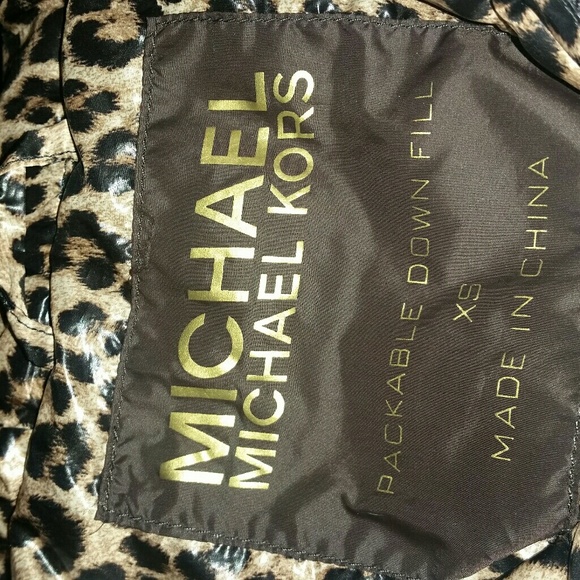 MICHAEL
MICHAEL KORS
PACKABLE DOWN FILL
XS
MADE IN CHINA